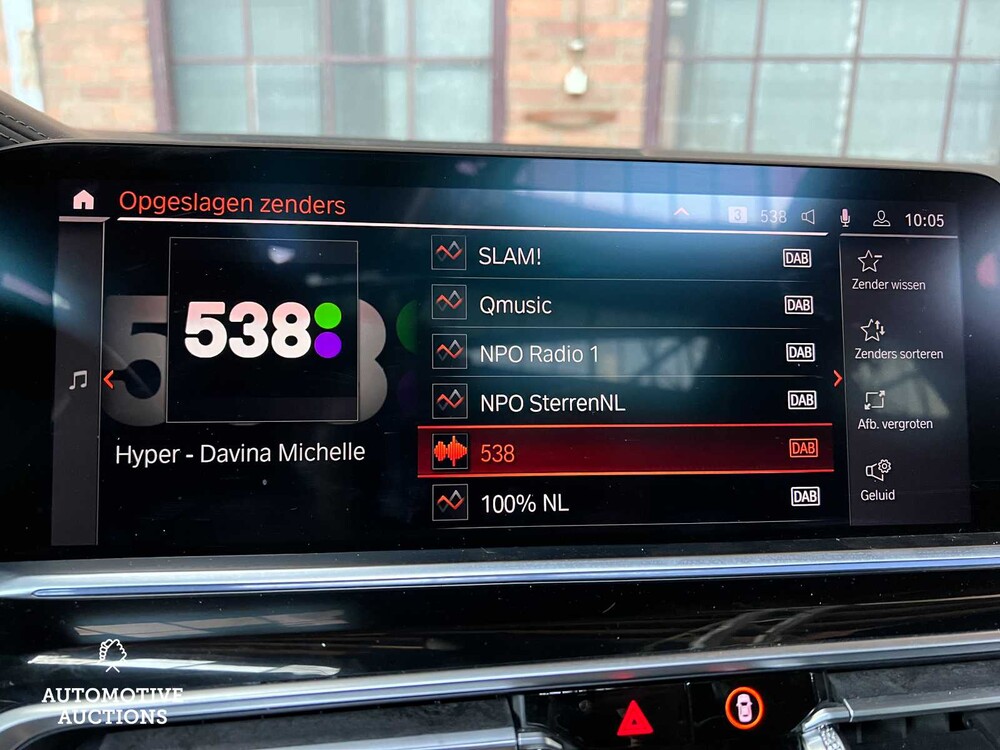 Opgeslagen zenders
3 538
10:05
538
Hyper - Davina Michelle
SLAM! DAB
Qmusic DAB
NPO Radio 1 DAB
NPO SterrenNL DAB
538 DAB
100% NL DAB
Zender wissen
Zenders sorteren
Afb. vergroten
Geluid
AUTOMOTIVE
AUCTIONS